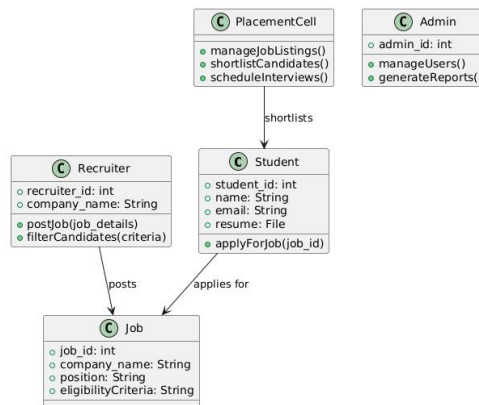 C PlacementCell
manageJobListings()
shortlistCandidates()
scheduleInterviews()
C Admin
admin_id: int
manageUsers()
generateReports(
shortlists
C Recruiter
recruiter_id: int
company_name: String
postJob(job_details)
filterCandidates(criteria)
C Student
student_id: int
name: String
email: String
resume: File
applyForJob(job_id)
posts
applies for
C Job
job_id: int
company_name: String
position: String
eligibilityCriteria: String